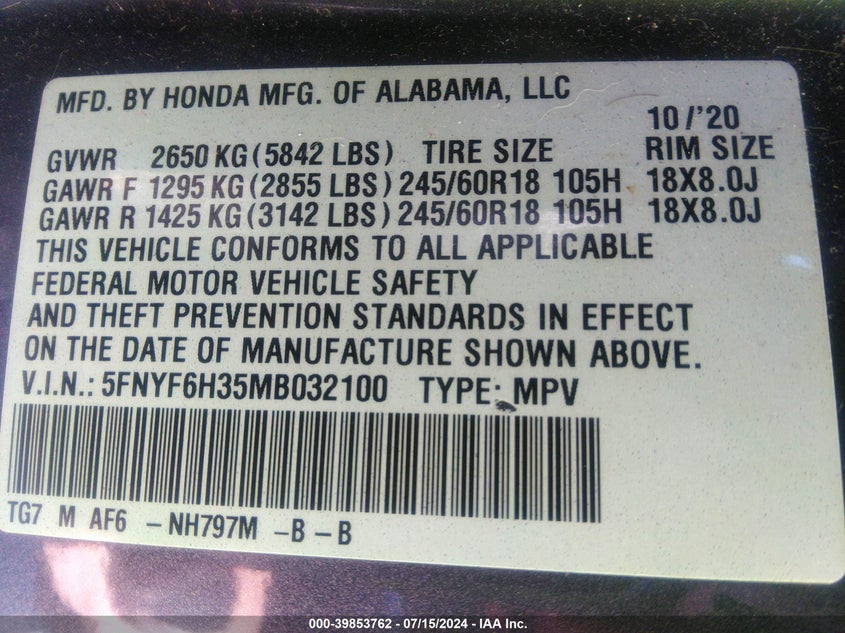 MFD. BY HONDA MFG. OF ALABAMA, LLC
10/'20
GVWR 2650 KG (5842 LBS) TIRE SIZE RIM SIZE
GAWR F 1295 KG (2855 LBS) 245/60R18 105H 18X8.0J
GAWR R 1425 KG (3142 LBS) 245/60R18 105H 18X8.0J
THIS VEHICLE CONFORMS TO ALL APPLICABLE
FEDERAL MOTOR VEHICLE SAFETY
AND THEFT PREVENTION STANDARDS IN EFFECT
ON THE DATE OF MANUFACTURE SHOWN ABOVE.
V.I.N.: 5FNYF6H35MB032100 TYPE: MPV
TG7 M AF6 - NH797M - B - B
000-39853762 - 07/15/2024 - IAA Inc.